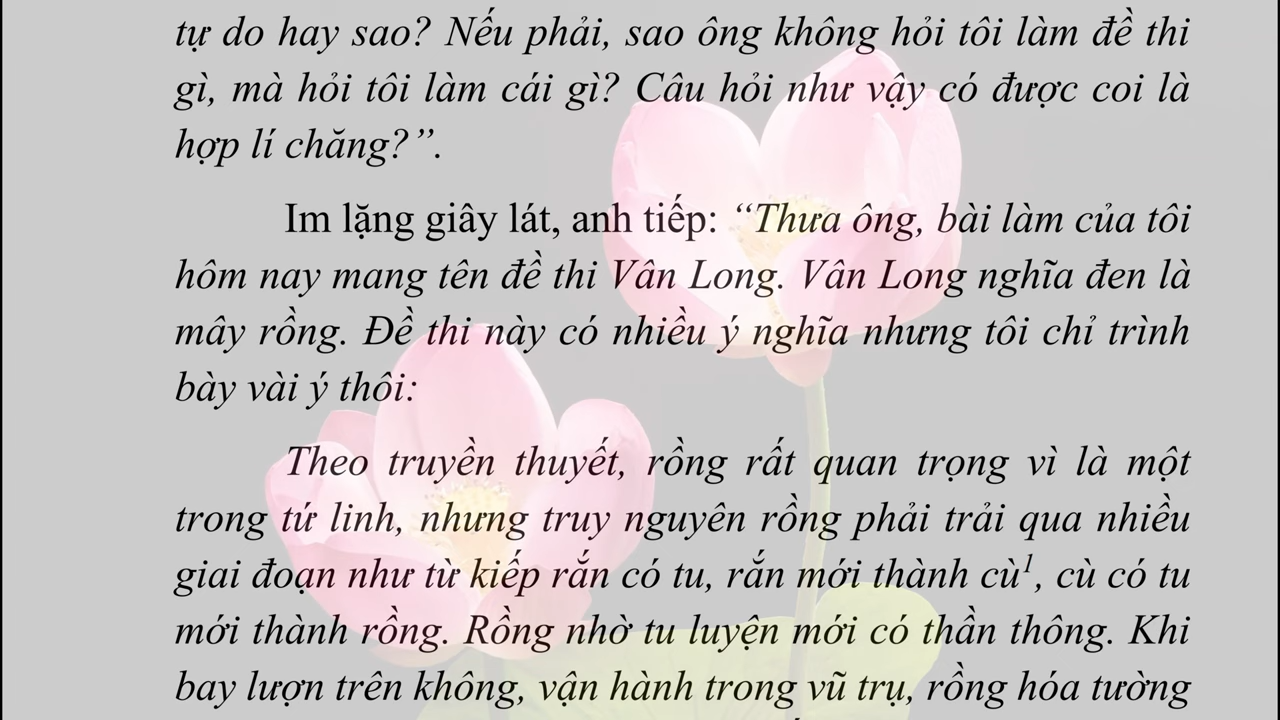 tự do hay sao? Nếu phải, sao ông không hỏi tôi làm đề thi
gì, mà hỏi tôi làm cái gì? Câu hỏi như vậy có được coi là
hợp lí chăng?”.
Im lặng giây lát, anh tiếp: “Thưa ông, bài làm của tôi
hôm nay mang tên đề thi Vân Long. Vân Long nghĩa đen là
mây rồng. Đề thi này có nhiều ý nghĩa nhưng tôi chỉ trình
bày vài ý thôi:
Theo truyền thuyết, rồng rất quan trọng vì là một
trong tứ linh, nhưng truy nguyên rồng phải trải qua nhiều
giai đoạn như từ kiếp rắn có tu, rắn mới thành cù¹, cù có tu
mới thành rồng. Rồng nhờ tu luyện mới có thần thông. Khi
bay lượn trên không, vận hành trong vũ trụ, rồng hóa tường